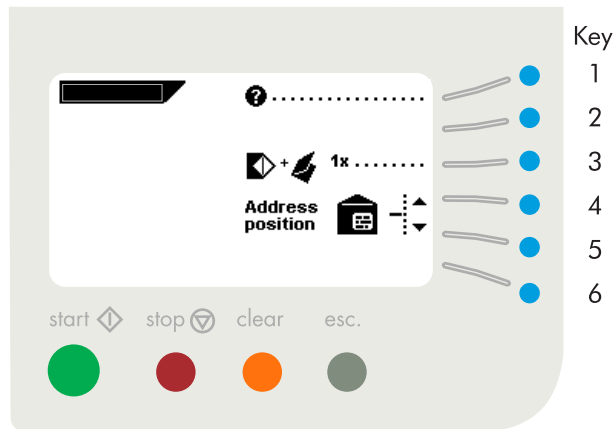 Key
1
2
3
4
5
6
?
1x
Address
position
start
stop
clear
esc.